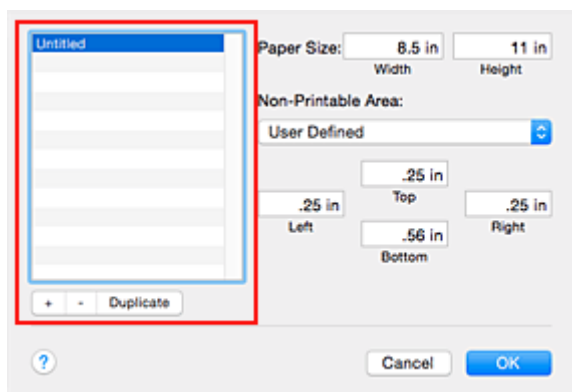 Untitled
Paper Size: 8.5 in 11 in
Width Height
Non-Printable Area:
User Defined
.25 in
Top
.25 in .25 in
Left Right
.56 in
Bottom
+ - Duplicate
? Cancel OK